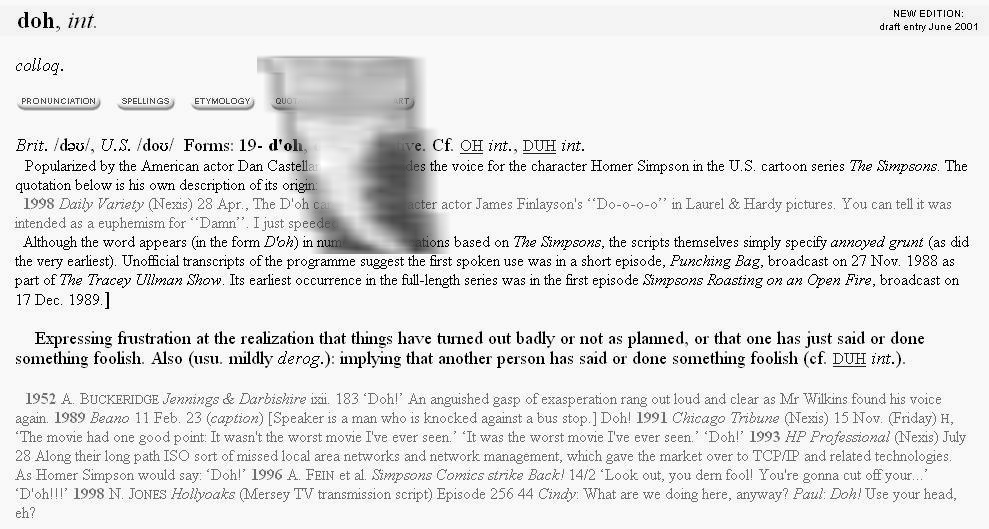 doh, int.
NEW EDITION:
draft entry June 2001
colloq.
PRONUNCIATION SPELLINGS ETYMOLOGY QUOT ART
Brit. /dəʊ/, U.S. /doʊ/ Forms: 19- d'oh, ve. Cf. OH int., DUH int.
Popularized by the American actor Dan Castellan des the voice for the character Homer Simpson in the U.S. cartoon series The Simpsons. The
quotation below is his own description of its origin
1998 Daily Variety (Nexis) 28 Apr., The D'oh ca acter actor James Finlayson's “Do-o-o-o” in Laurel & Hardy pictures. You can tell it was
intended as a euphemism for “Damn”. I just speede
Although the word appears (in the form D'oh) in num ations based on The Simpsons, the scripts themselves simply specify annoyed grunt (as did
the very earliest). Unofficial transcripts of the programme suggest the first spoken use was in a short episode, Punching Bag, broadcast on 27 Nov. 1988 as
part of The Tracey Ullman Show. Its earliest occurrence in the full-length series was in the first episode Simpsons Roasting on an Open Fire, broadcast on
17 Dec. 1989.]
Expressing frustration at the realization that things have turned out badly or not as planned, or that one has just said or done
something foolish. Also (usu. mildly derog.): implying that another person has said or done something foolish (cf. DUH int.).
1952 A. BUCKERIDGE Jennings & Darbishire ixii. 183 ‘Doh!’ An anguished gasp of exasperation rang out loud and clear as Mr Wilkins found his voice
again. 1989 Beano 11 Feb. 23 (caption) [Speaker is a man who is knocked against a bus stop.] Doh! 1991 Chicago Tribune (Nexis) 15 Nov. (Friday) H,
‘The movie had one good point: It wasn't the worst movie I've ever seen.’ ‘It was the worst movie I've ever seen.’ ‘Doh!’ 1993 HP Professional (Nexis) July
28 Along their long path ISO sort of missed local area networks and network management, which gave the market over to TCP/IP and related technologies.
As Homer Simpson would say: ‘Doh!’ 1996 A. FEIN et al. Simpsons Comics strike Back! 14/2 ‘Look out, you dern fool! You're gonna cut off your...’
‘D'oh!!!’ 1998 N. JONES Hollyoaks (Mersey TV transmission script) Episode 256 44 Cindy: What are we doing here, anyway? Paul: Doh! Use your head,
eh?